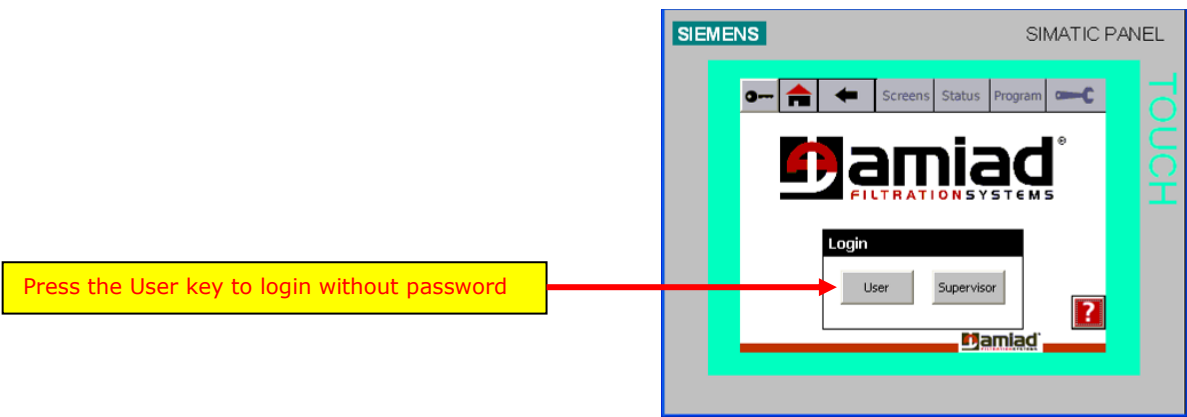 SIEMENS SIMATIC PANEL
TOUCH
Screens Status Program
amiad®
FILTRATIONSYSTEMS
Login
Press the User key to login without password
User Supervisor
?
amiad
FILTRATIONSYSTEMS